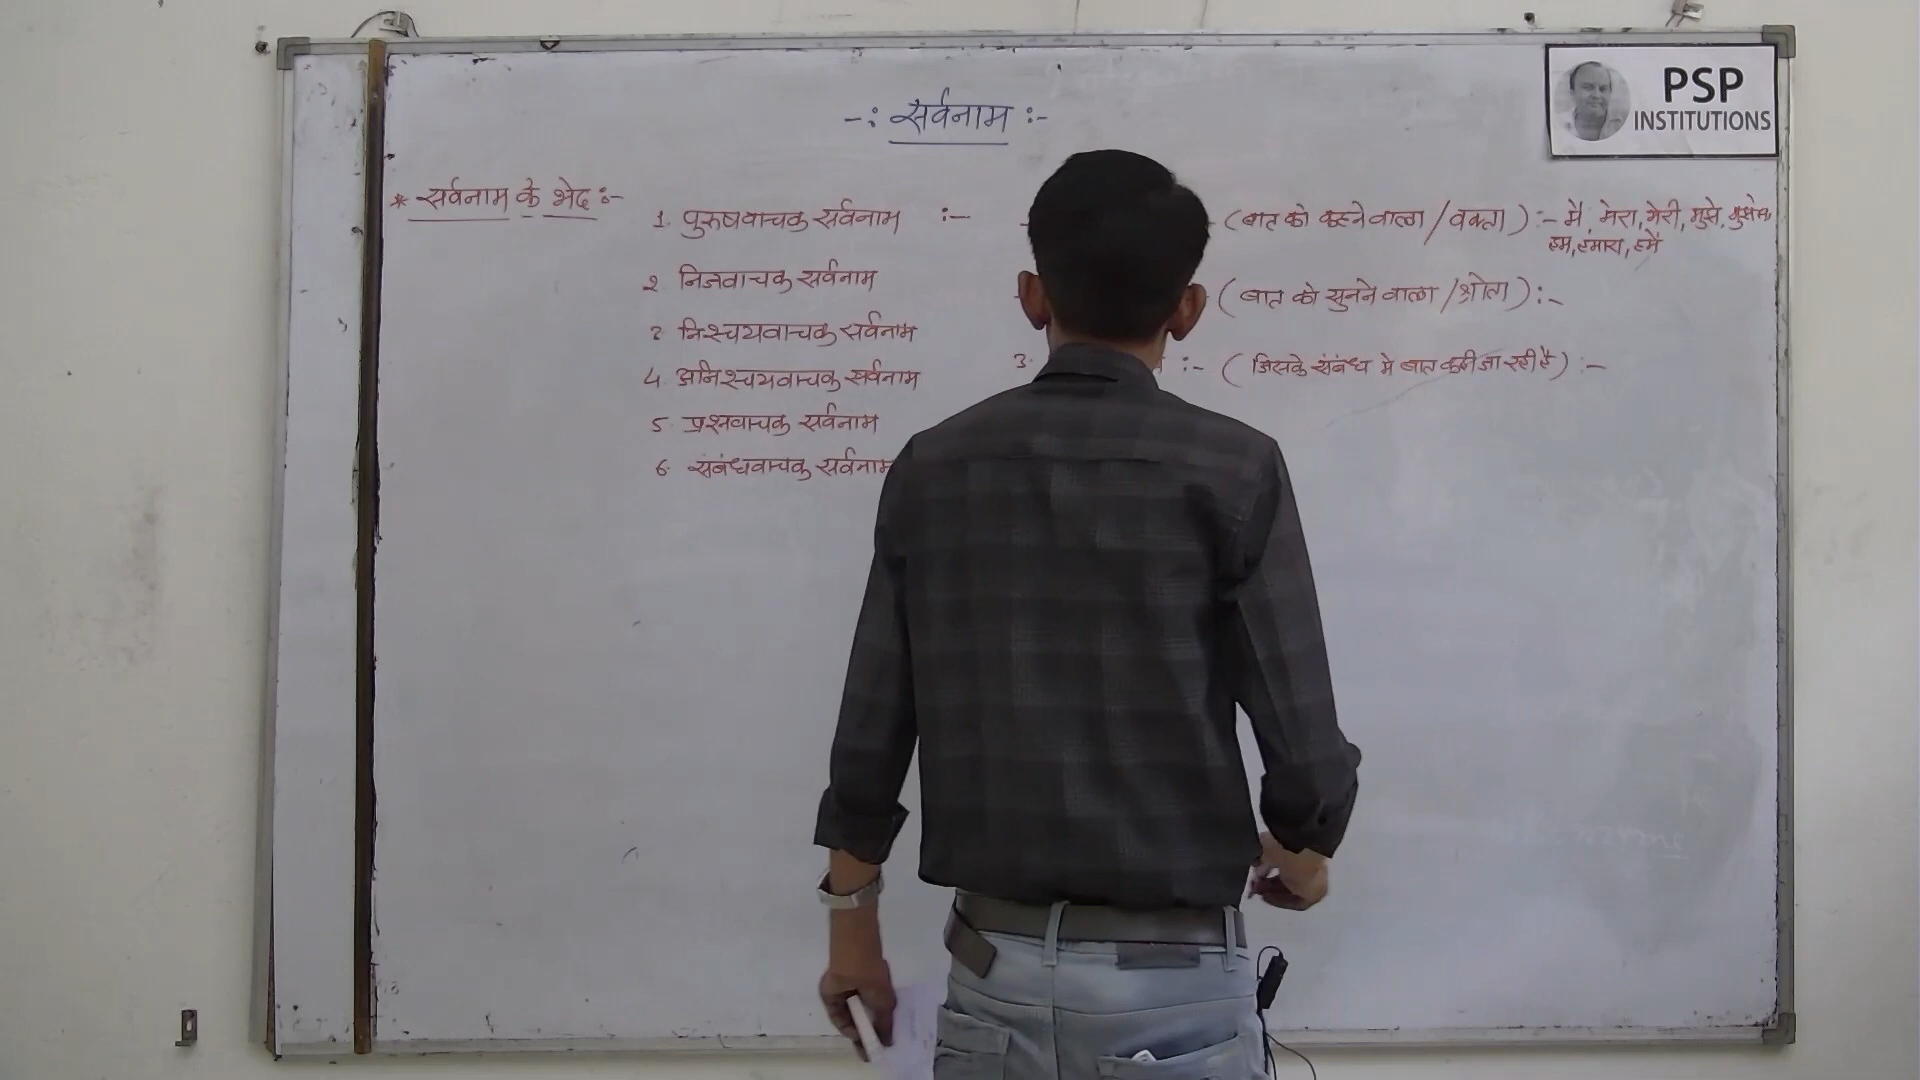 -: सर्वनाम :-
PSP
INSTITUTIONS
* सर्वनाम के भेद :-
1. पुरुषवाचक सर्वनाम :-
(बात को कहने वाला / वक्ता) :- मै, मेरा, मेरी, मुझे,
हम, हमारा, हमें
2 निजवाचक सर्वनाम
(बात को सुनने वाला / श्रोता) :-
3. :- (जिसके संबंध मे बात कही जा रही है) :-
निश्चयवाचक सर्वनाम
4. अनिश्चयवाचक सर्वनाम
5. प्रश्नवाचक सर्वनाम
6. संबंधवाचक सर्वनाम